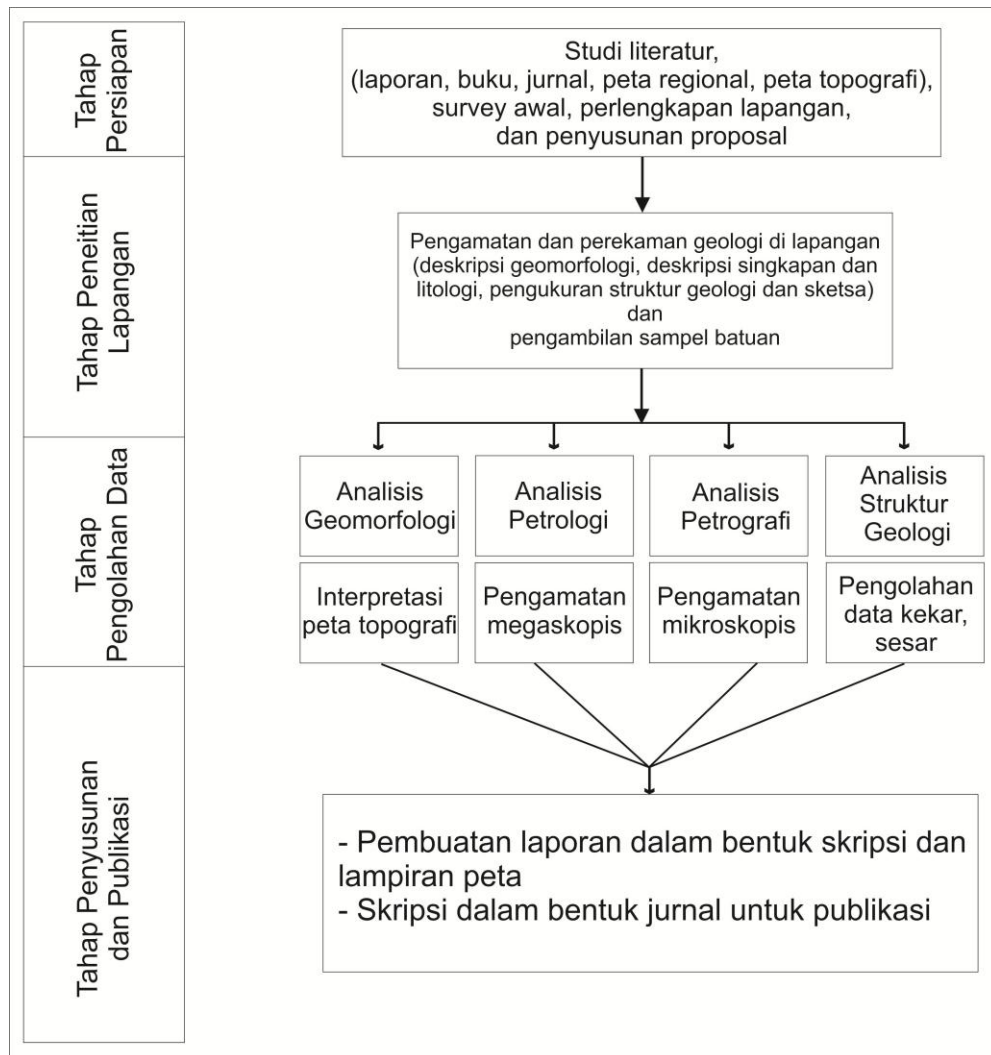 Tahap
Persiapan
Studi literatur,
(laporan, buku, jurnal, peta regional, peta topografi),
survey awal, perlengkapan lapangan,
dan penyusunan proposal
Tahap Peneitian
Lapangan
Pengamatan dan perekaman geologi di lapangan
(deskripsi geomorfologi, deskripsi singkapan dan
litologi, pengukuran struktur geologi dan sketsa)
dan
pengambilan sampel batuan
Tahap
Pengolahan Data
Analisis
Geomorfologi
Analisis
Petrologi
Analisis
Petrografi
Analisis
Struktur
Geologi
Interpretasi
peta topografi
Pengamatan
megaskopis
Pengamatan
mikroskopis
Pengolahan
data kekar,
sesar
Tahap Penyusunan
dan Publikasi
- Pembuatan laporan dalam bentuk skripsi dan
lampiran peta
- Skripsi dalam bentuk jurnal untuk publikasi